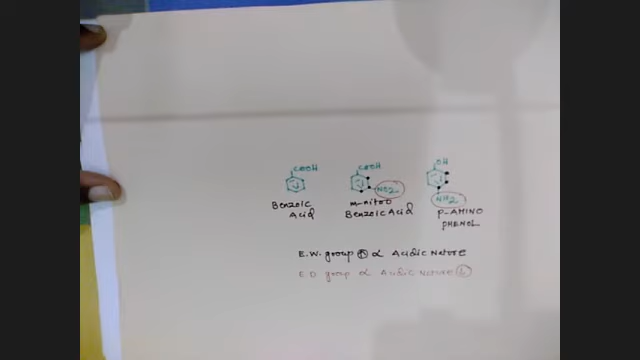 COOH
COOH
OH
NO2
NH2
Benzoic Acid
m-nitro Benzoic Acid
P-AMINO PHENOL
E.W. group ↑ ∝ Acidic Nature
E D group ∝ Acidic Nature ↓